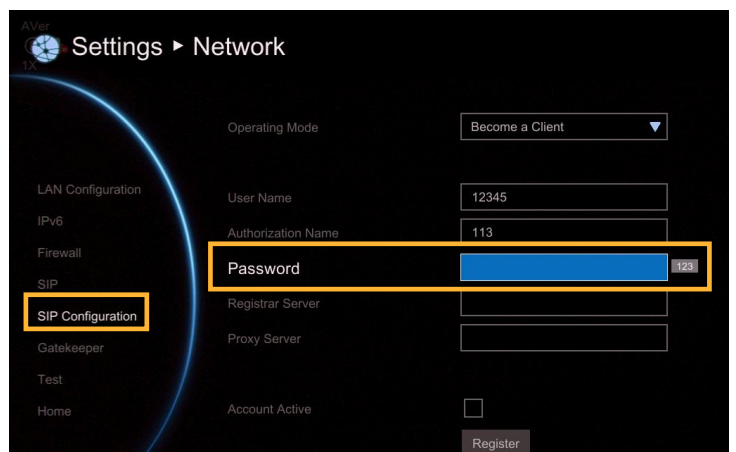 AVer
Settings ► Network
1X
Operating Mode
Become a Client
LAN Configuration
User Name
12345
IPv6
Authorization Name
113
Firewall
Password
123
SIP
Registrar Server
SIP Configuration
Proxy Server
Gatekeeper
Test
Home
Account Active
Register